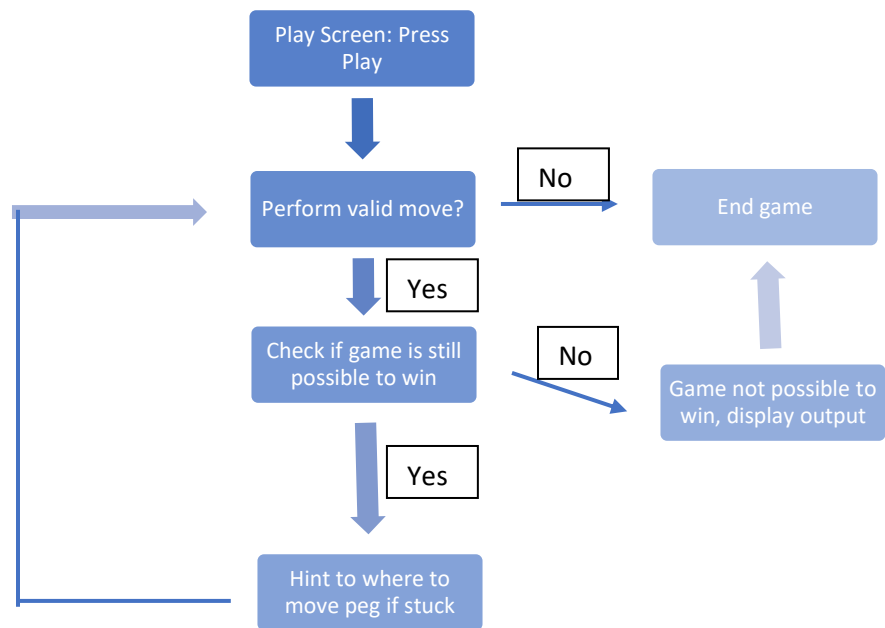 Play Screen: Press
Play
No
Perform valid move?
End game
Yes
Check if game is still
possible to win
No
Game not possible to
win, display output
Yes
Hint to where to
move peg if stuck